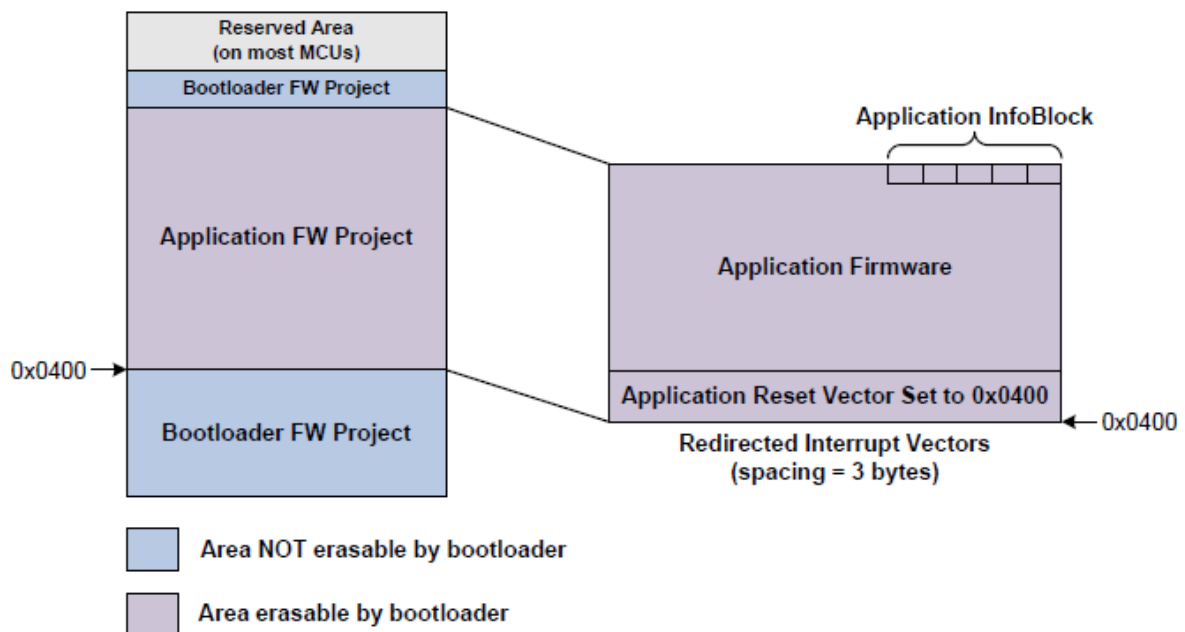 Reserved Area
(on most MCUs)
Bootloader FW Project
Application FW Project
0x0400
Bootloader FW Project
Application InfoBlock
Application Firmware
Application Reset Vector Set to 0x0400
0x0400
Redirected Interrupt Vectors
(spacing = 3 bytes)
Area NOT erasable by bootloader
Area erasable by bootloader